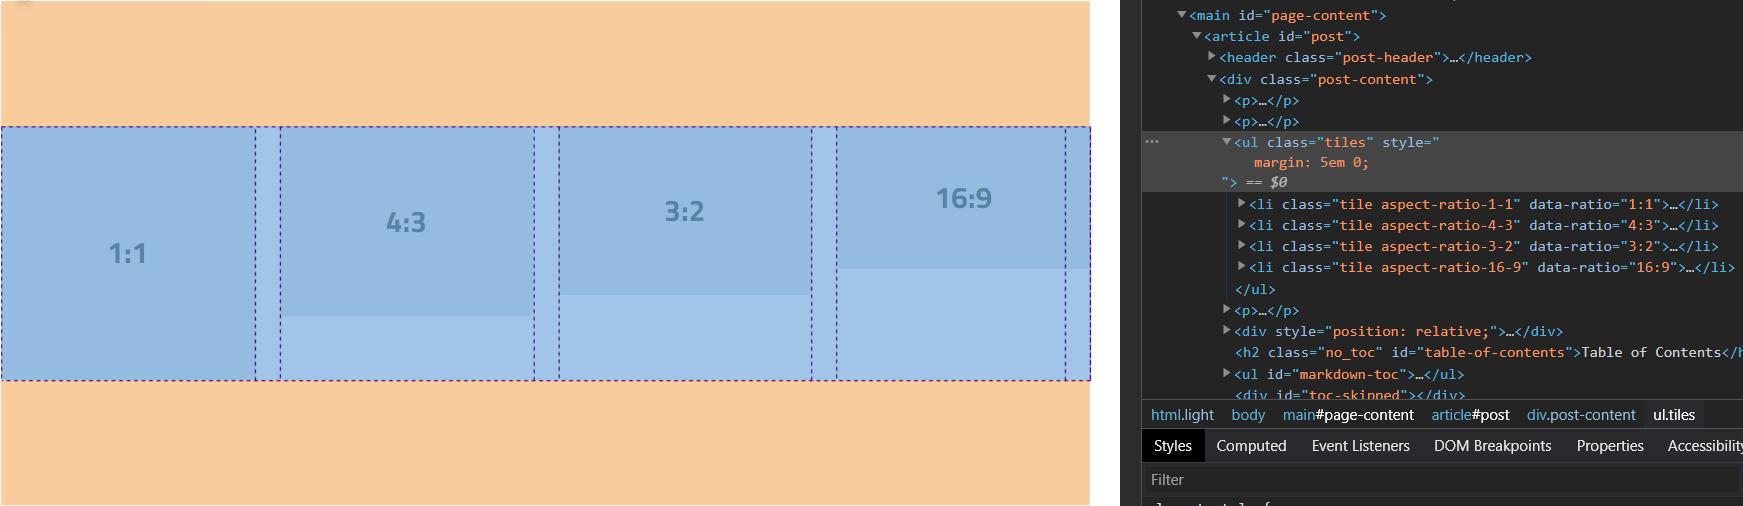 1:1
4:3
3:2
16:9
<main id="page-content">
<article id="post">
<header class="post-header">…</header>
<div class="post-content">
<p>…</p>
<p>…</p>
<ul class="tiles" style="
margin: 5em 0;
"> == $0
<li class="tile aspect-ratio-1-1" data-ratio="1:1">…</li>
<li class="tile aspect-ratio-4-3" data-ratio="4:3">…</li>
<li class="tile aspect-ratio-3-2" data-ratio="3:2">…</li>
<li class="tile aspect-ratio-16-9" data-ratio="16:9">…</li>
</ul>
<p>…</p>
<div style="position: relative;">…</div>
<h2 class="no_toc" id="table-of-contents">Table of Contents</h
<ul id="markdown-toc">…</ul>
<div id="toc-skipped"></div>
html.light body main#page-content article#post div.post-content ul.tiles
Styles Computed Event Listeners DOM Breakpoints Properties Accessibility
Filter